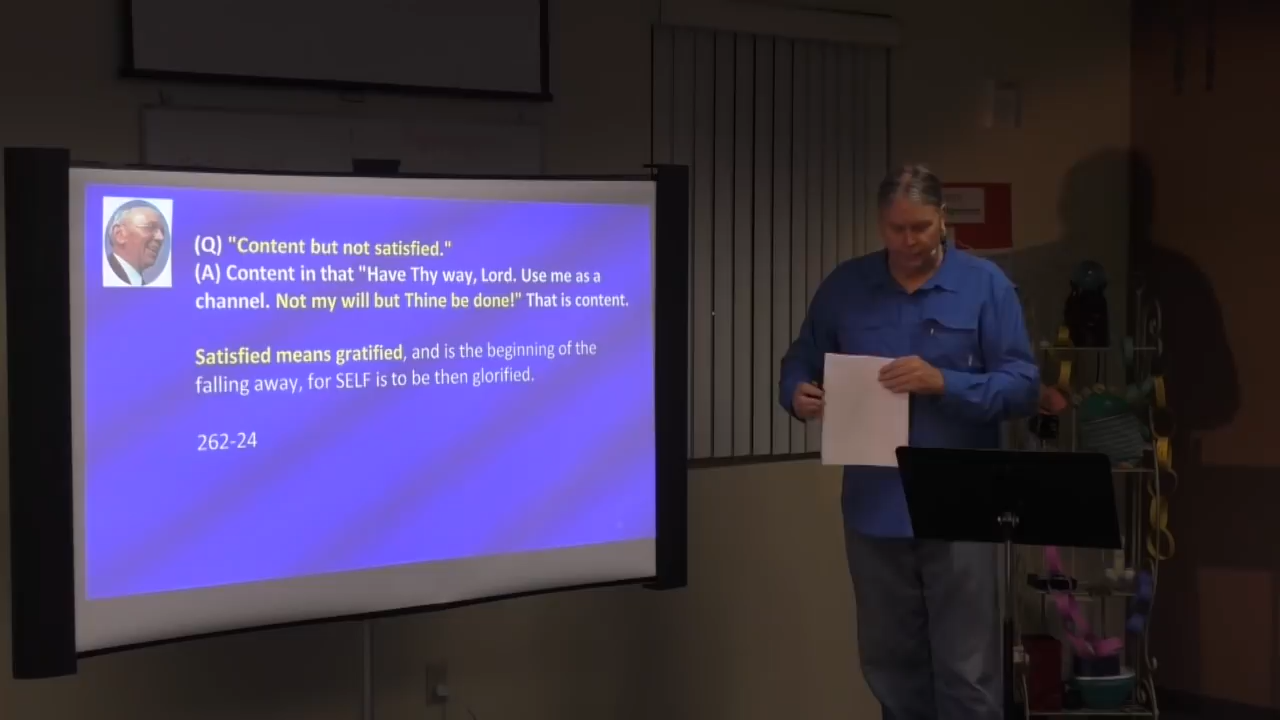 (Q) "Content but not satisfied."
(A) Content in that "Have Thy way, Lord. Use me as a
channel. Not my will but Thine be done!" That is content.
Satisfied means gratified, and is the beginning of the
falling away, for SELF is to be then glorified.
262-24